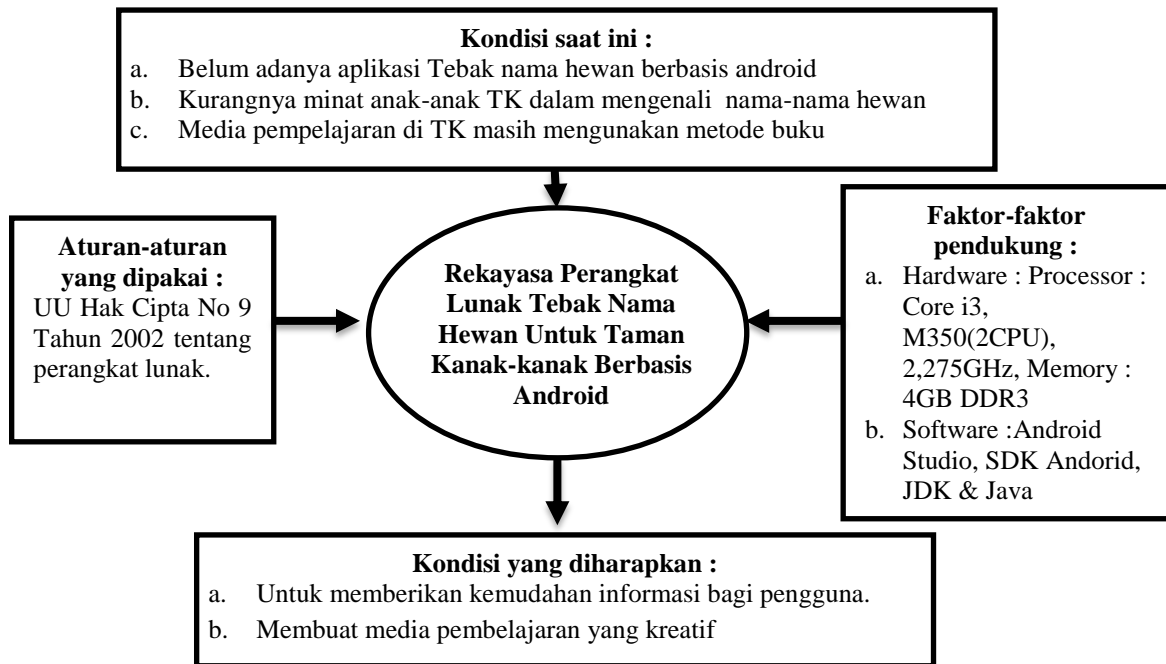 Kondisi saat ini :
a. Belum adanya aplikasi Tebak nama hewan berbasis android
b. Kurangnya minat anak-anak TK dalam mengenali nama-nama hewan
c. Media pempelajaran di TK masih mengunakan metode buku
Aturan-aturan
yang dipakai :
UU Hak Cipta No 9
Tahun 2002 tentang
perangkat lunak.
Rekayasa Perangkat
Lunak Tebak Nama
Hewan Untuk Taman
Kanak-kanak Berbasis
Android
Faktor-faktor
pendukung :
a. Hardware : Processor :
Core i3,
M350(2CPU),
2,275GHz, Memory :
4GB DDR3
b. Software :Android
Studio, SDK Andorid,
JDK & Java
Kondisi yang diharapkan :
a. Untuk memberikan kemudahan informasi bagi pengguna.
b. Membuat media pembelajaran yang kreatif